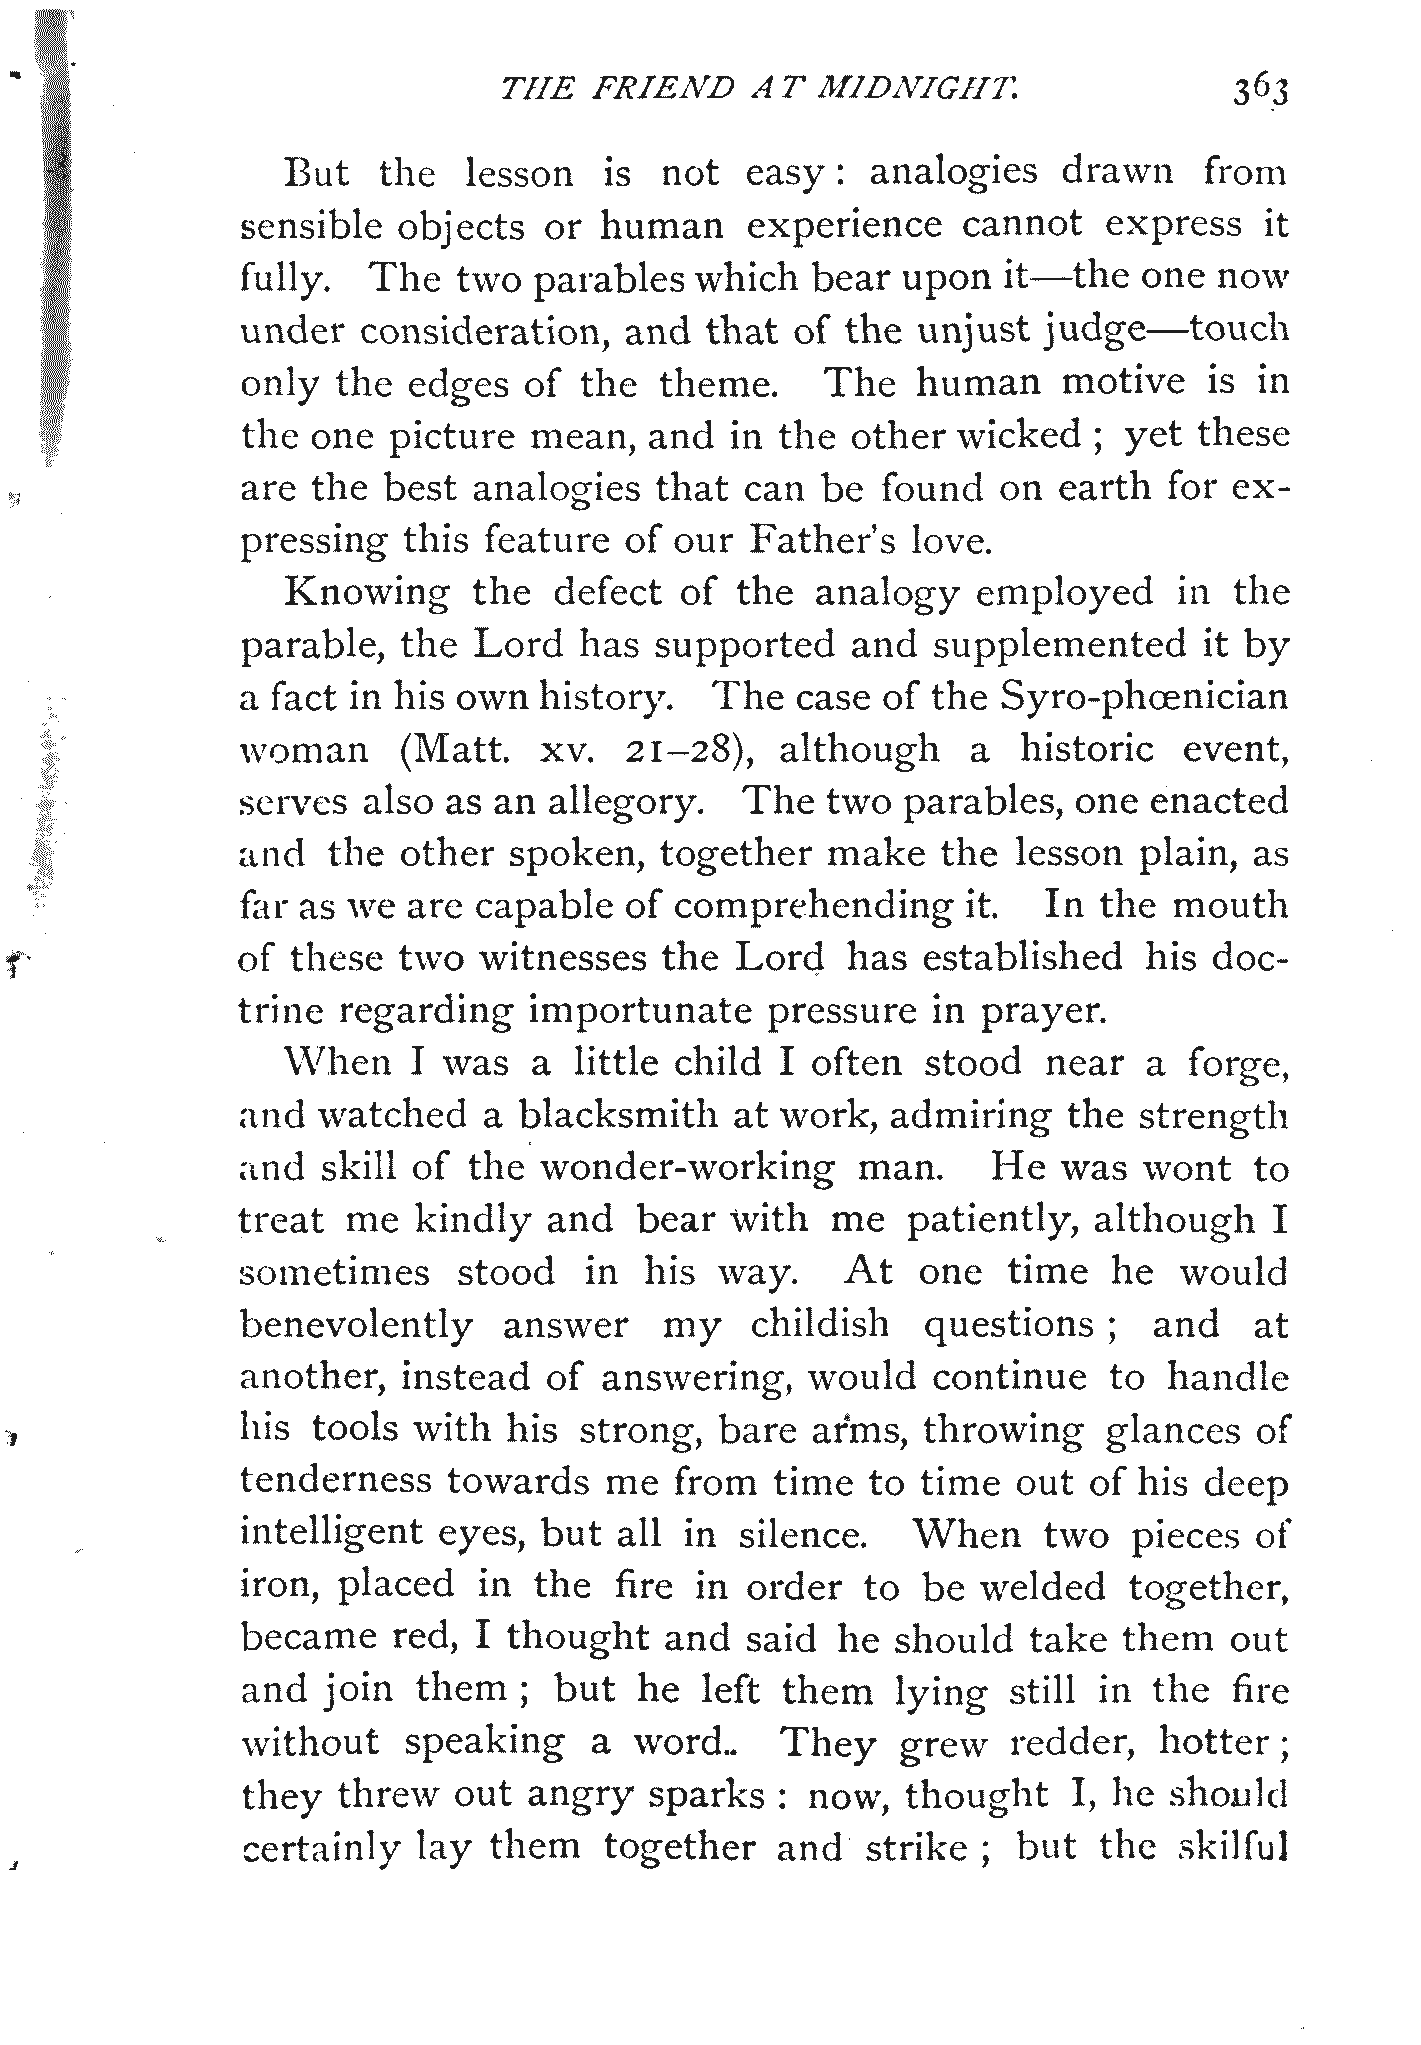 THE FRIEND AT MIDNIGHT. 363
But the lesson is not easy : analogies drawn from
sensible objects or human experience cannot express it
fully. The two parables which bear upon it—the one now
under consideration, and that of the unjust judge—touch
only the edges of the theme. The human motive is in
the one picture mean, and in the other wicked ; yet these
are the best analogies that can be found on earth for ex-
pressing this feature of our Father's love.
Knowing the defect of the analogy employed in the
parable, the Lord has supported and supplemented it by
a fact in his own history. The case of the Syro-phœnician
woman (Matt. xv. 21–28), although a historic event,
serves also as an allegory. The two parables, one enacted
and the other spoken, together make the lesson plain, as
far as we are capable of comprehending it. In the mouth
of these two witnesses the Lord has established his doc-
trine regarding importunate pressure in prayer.
When I was a little child I often stood near a forge,
and watched a blacksmith at work, admiring the strength
and skill of the wonder-working man. He was wont to
treat me kindly and bear with me patiently, although I
sometimes stood in his way. At one time he would
benevolently answer my childish questions ; and at
another, instead of answering, would continue to handle
his tools with his strong, bare arms, throwing glances of
tenderness towards me from time to time out of his deep
intelligent eyes, but all in silence. When two pieces of
iron, placed in the fire in order to be welded together,
became red, I thought and said he should take them out
and join them ; but he left them lying still in the fire
without speaking a word.. They grew redder, hotter ;
they threw out angry sparks : now, thought I, he should
certainly lay them together and strike ; but the skilful